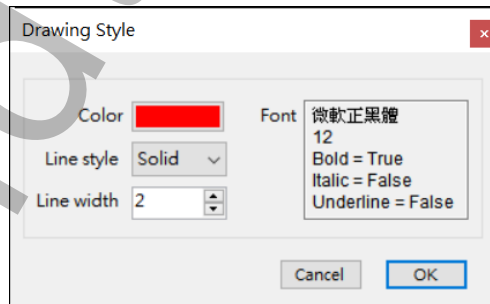 Drawing Style
Color
Line style Solid
Line width 2
Font
微軟正黑體
12
Bold = True
Italic = False
Underline = False
Cancel OK